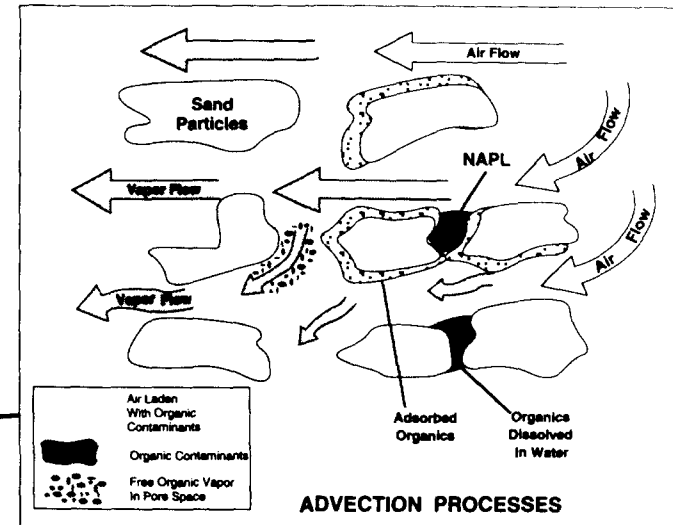 Air Flow
Sand
Particles
Air Flow
NAPL
Vapor Flow
Air Flow
Vapor Flow
Adsorbed
Organics
Organics
Dissolved
In Water
Air Laden
With Organic
Contaminants
Organic Contaminants
Free Organic Vapor
In Pore Space
ADVECTION PROCESSES